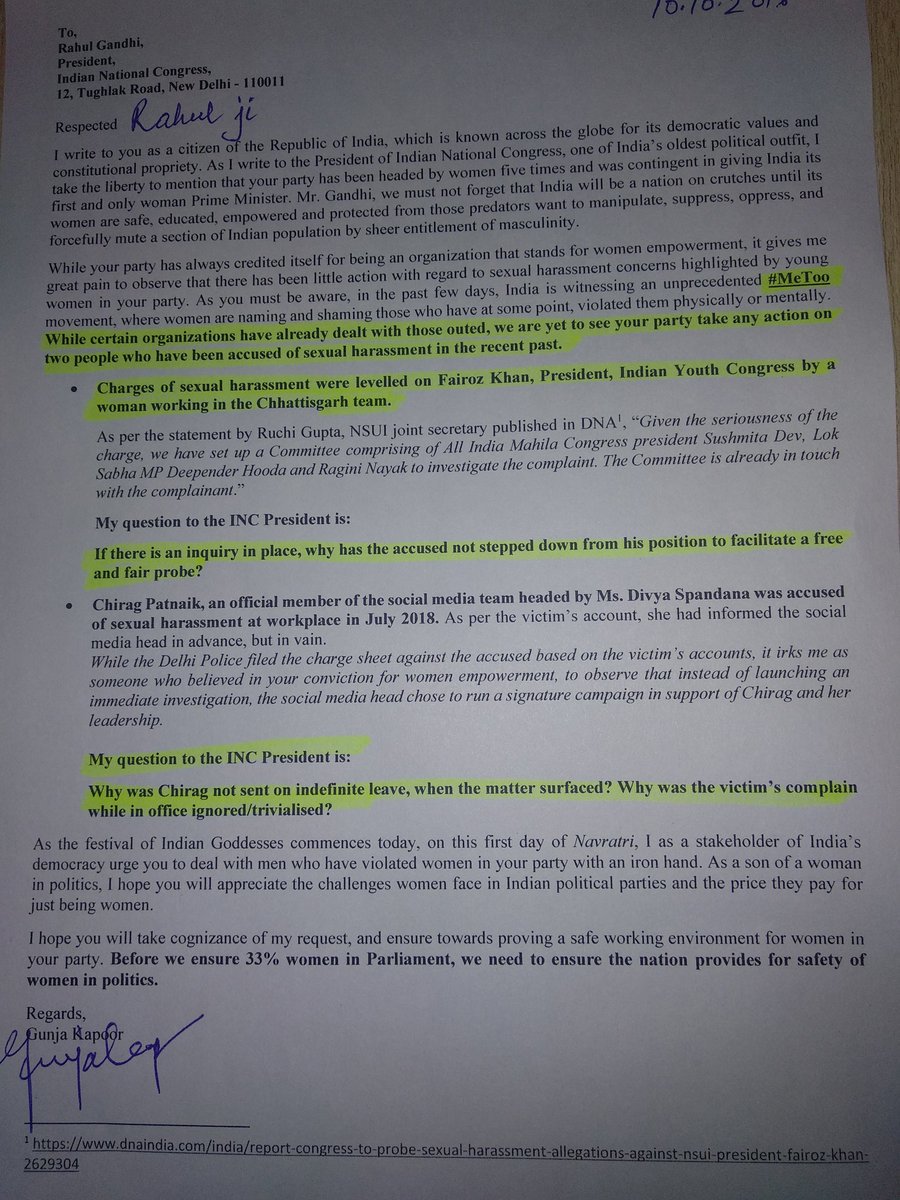 10.10.2018
To,
Rahul Gandhi,
President,
Indian National Congress,
12, Tughlak Road, New Delhi - 110011
Respected Rahul ji
I write to you as a citizen of the Republic of India, which is known across the globe for its democratic values and
constitutional propriety. As I write to the President of Indian National Congress, one of India's oldest political outfit, I
take the liberty to mention that your party has been headed by women five times and was contingent in giving India its
first and only woman Prime Minister. Mr. Gandhi, we must not forget that India will be a nation on crutches until its
women are safe, educated, empowered and protected from those predators want to manipulate, suppress, oppress, and
forcefully mute a section of Indian population by sheer entitlement of masculinity.
While your party has always credited itself for being an organization that stands for women empowerment, it gives me
great pain to observe that there has been little action with regard to sexual harassment concerns highlighted by young
women in your party. As you must be aware, in the past few days, India is witnessing an unprecedented #MeToo
movement, where women are naming and shaming those who have at some point, violated them physically or mentally.
While certain organizations have already dealt with those outed, we are yet to see your party take any action on
two people who have been accused of sexual harassment in the recent past.
• Charges of sexual harassment were levelled on Fairoz Khan, President, Indian Youth Congress by a
woman working in the Chhattisgarh team.
As per the statement by Ruchi Gupta, NSUI joint secretary published in DNA¹, “Given the seriousness of the
charge, we have set up a Committee comprising of All India Mahila Congress president Sushmita Dev, Lok
Sabha MP Deepender Hooda and Ragini Nayak to investigate the complaint. The Committee is already in touch
with the complainant.”
My question to the INC President is:
If there is an inquiry in place, why has the accused not stepped down from his position to facilitate a free
and fair probe?
• Chirag Patnaik, an official member of the social media team headed by Ms. Divya Spandana was accused
of sexual harassment at workplace in July 2018. As per the victim's account, she had informed the social
media head in advance, but in vain.
While the Delhi Police filed the charge sheet against the accused based on the victim's accounts, it irks me as
someone who believed in your conviction for women empowerment, to observe that instead of launching an
immediate investigation, the social media head chose to run a signature campaign in support of Chirag and her
leadership.
My question to the INC President is:
Why was Chirag not sent on indefinite leave, when the matter surfaced? Why was the victim's complain
while in office ignored/trivialised?
As the festival of Indian Goddesses commences today, on this first day of Navratri, I as a stakeholder of India's
democracy urge you to deal with men who have violated women in your party with an iron hand. As a son of a woman
in politics, I hope you will appreciate the challenges women face in Indian political parties and the price they pay for
just being women.
I hope you will take cognizance of my request, and ensure towards proving a safe working environment for women in
your party. Before we ensure 33% women in Parliament, we need to ensure the nation provides for safety of
women in politics.
Regards,
Gunja Kapoor
¹ https://www.dnaindia.com/india/report-congress-to-probe-sexual-harassment-allegations-against-nsui-president-fairoz-khan-
2629304